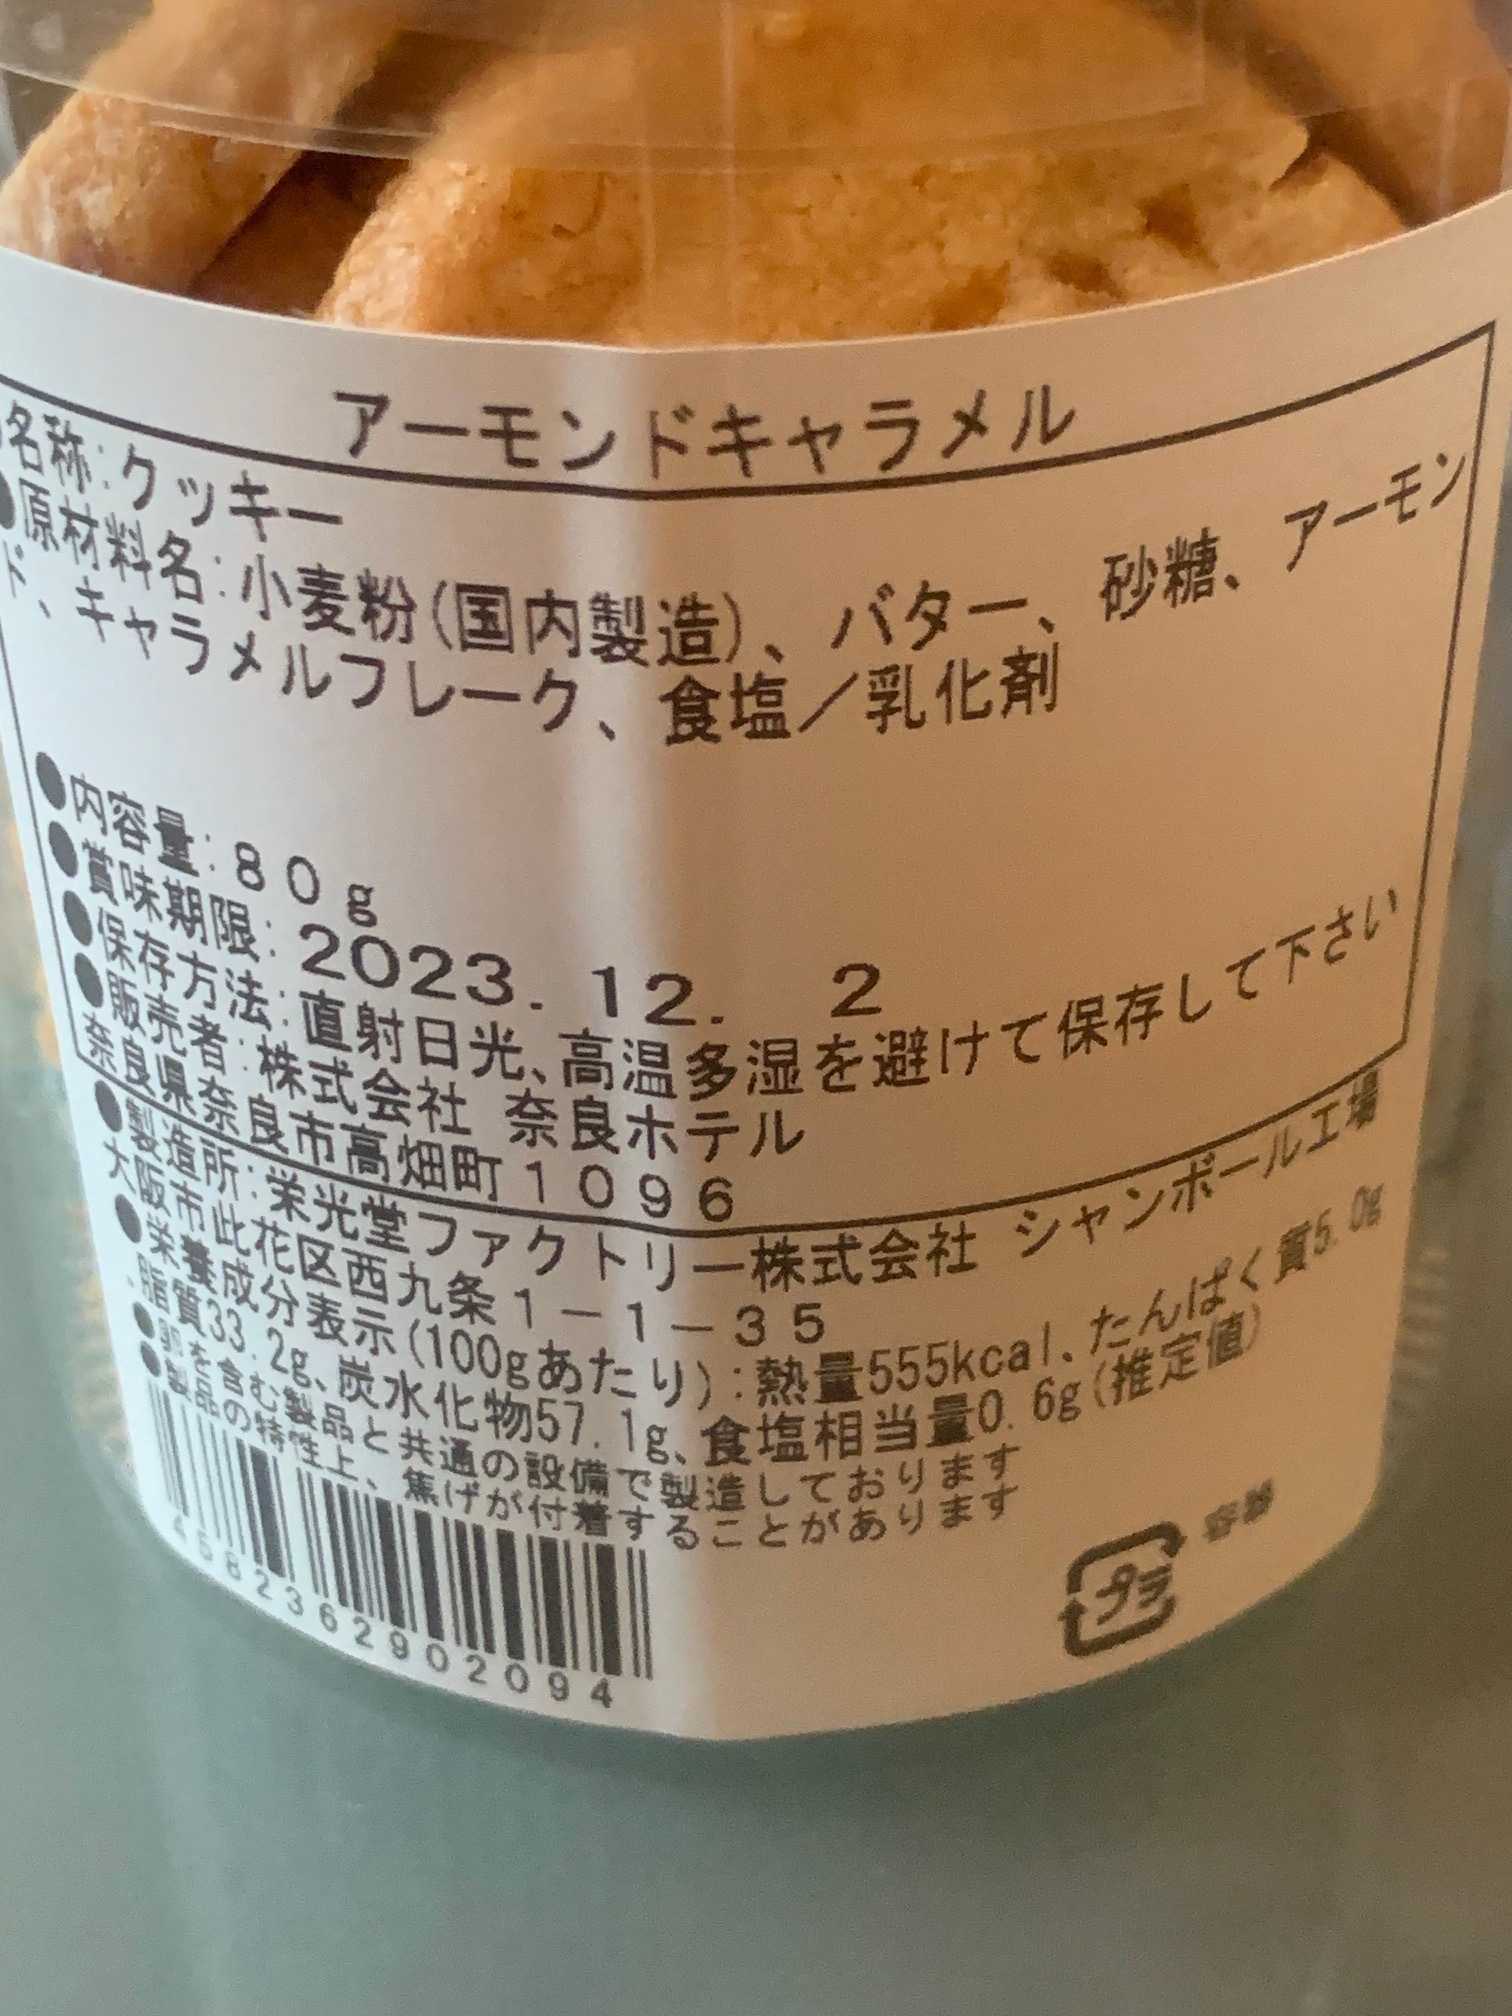 アーモンドキャラメル
●名称:クッキー
●原材料名:小麦粉(国内製造)、バター、砂糖、アーモン
ド、キャラメルフレーク、食塩／乳化剤
●内容量:80g
●賞味期限:2023. 12. 2
●保存方法:直射日光、高温多湿を避けて保存して下さい
●販売者:株式会社 奈良ホテル
奈良県奈良市高畑町1096
●製造所:栄光堂ファクトリー株式会社 シャンボール工場
大阪市此花区西九条1-1-35
●栄養成分表示(100gあたり):熱量555kcal、たんぱく質5.0g
、脂質33.2g、炭水化物57.1g、食塩相当量0.6g(推定値)
●卵を含む製品と共通の設備で製造しております
●製品の特性上、焦げが付着することがあります
4582362902094
プラ
容器